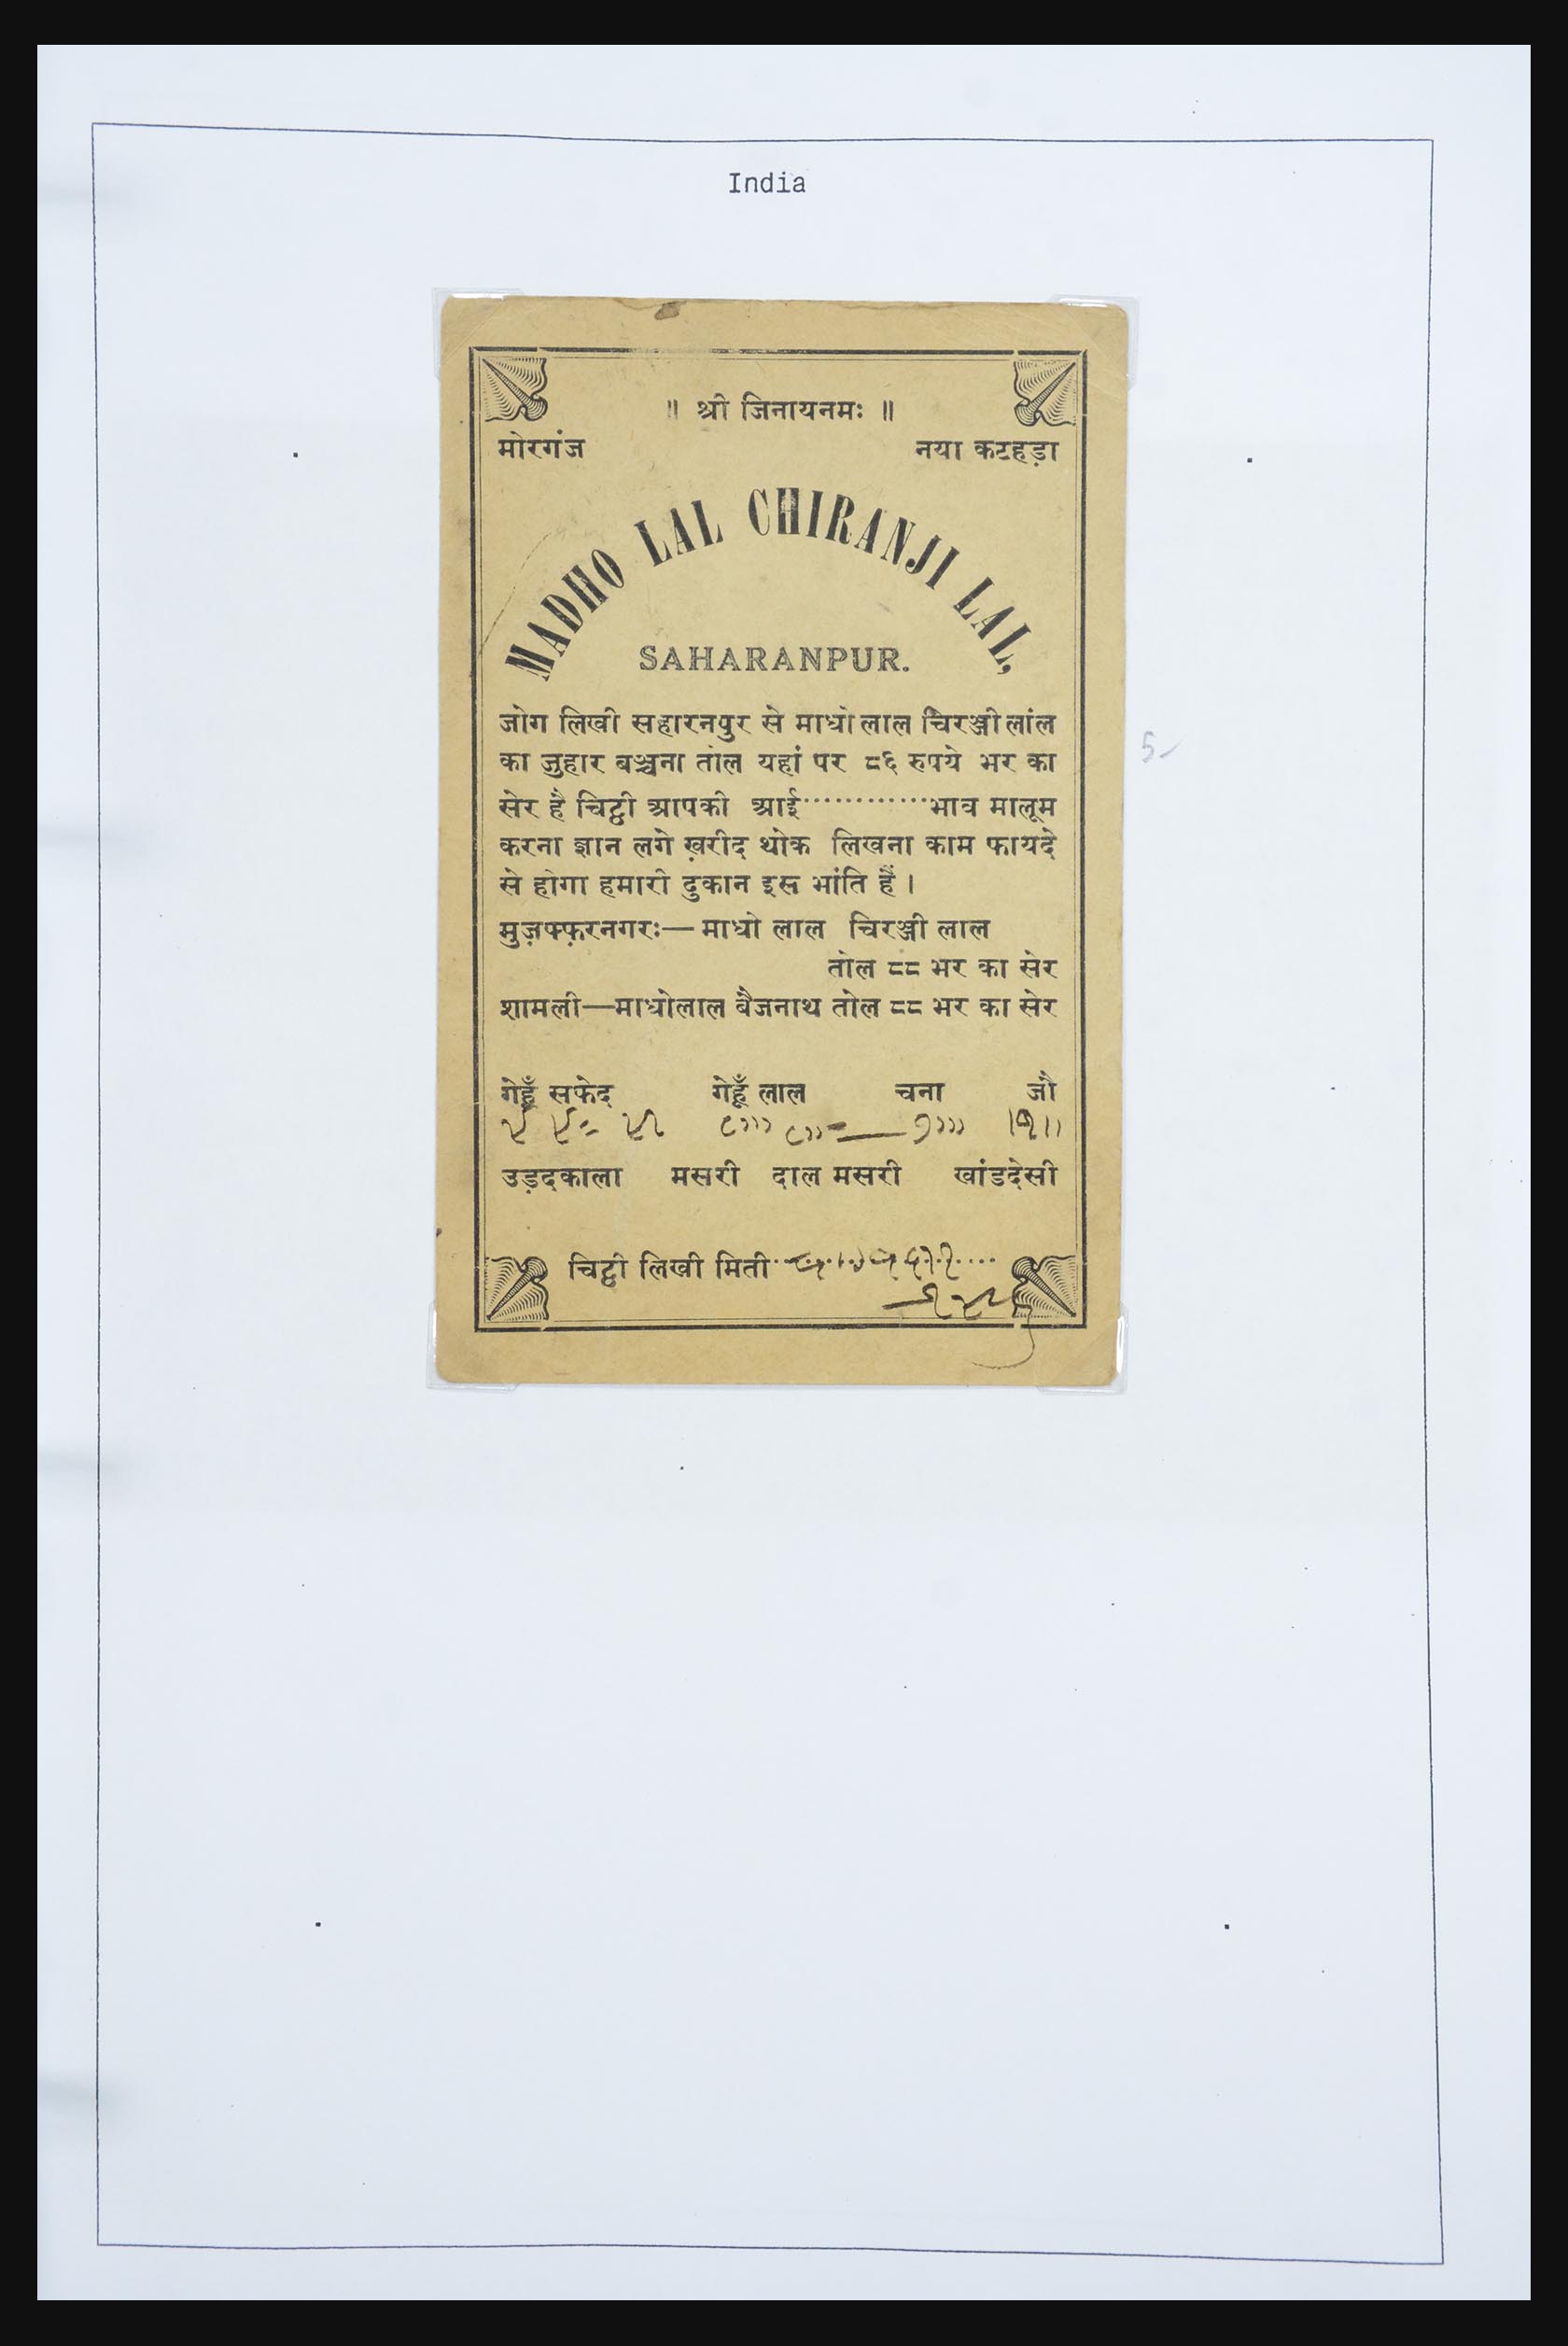 India
॥ श्री जिनायनमः ॥
मोरगंज नया कटहड़ा
MADHO LAL CHIRANJI LAL,
SAHARANPUR.
जोग लिखी सहारनपुर से माधो लाल चिरञ्जी लांल
का जुहार बञ्चना तोल यहां पर ८६ रुपये भर का
सेर है चिट्ठी आपकी आई············भाव मालूम
करना ज्ञान लगे ख़रीद थोक लिखना काम फायदे
से होगा हमारी दुकान इस भांति हैं ।
मुज़फ्फ़रनगरः— माधो लाल चिरञ्जी लाल
तोल ८८ भर का सेर
शामली—माधोलाल बैजनाथ तोल ८८ भर का सेर
गेहूँ सफेद गेहूँ लाल चना जौ
उड़दकाला मसरी दाल मसरी खांडदेसी
चिट्ठी लिखी मिती
5-